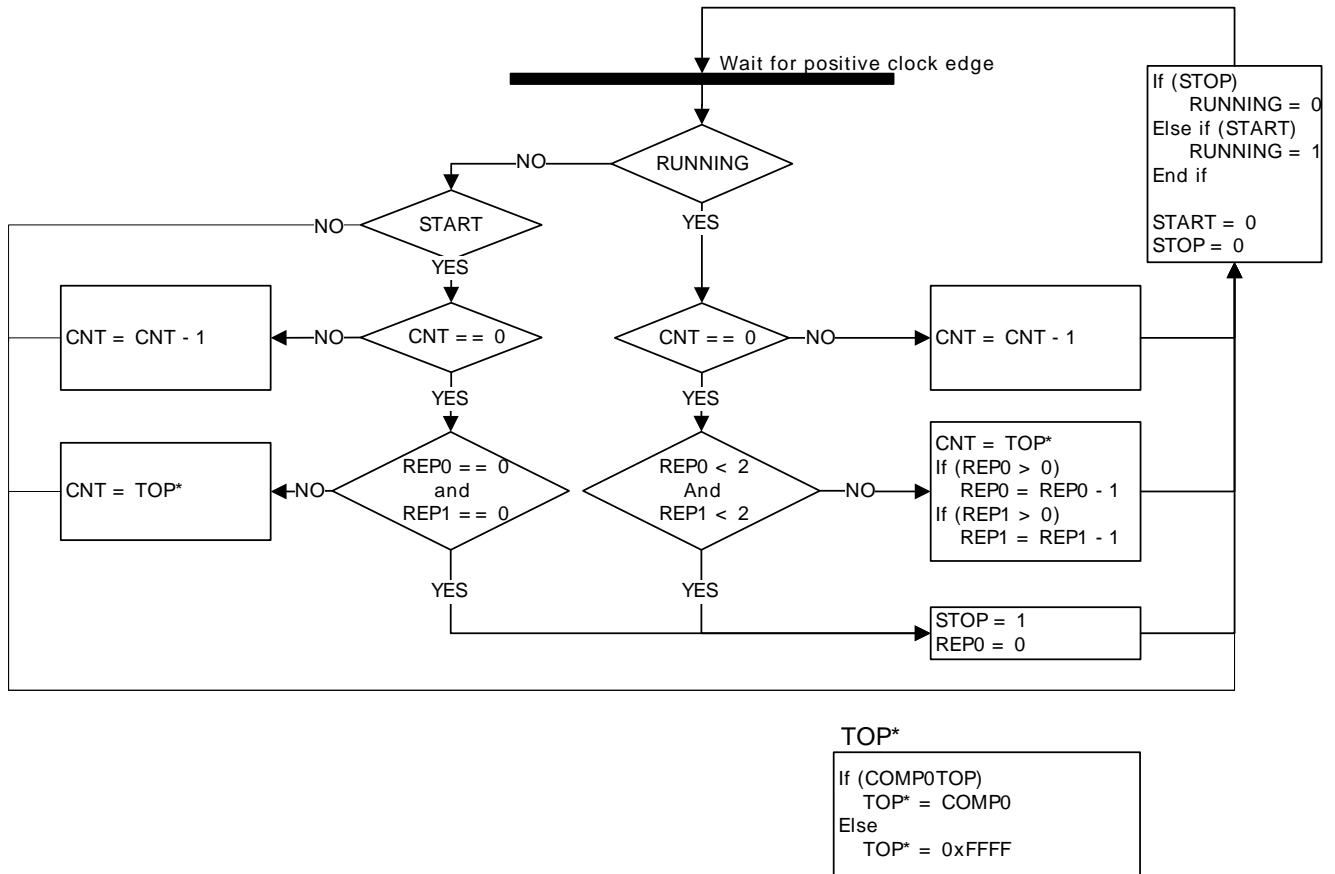 Wait for positive clock edge
If (STOP)
RUNNING = 0
Else if (START)
RUNNING = 1
End if
START = 0
STOP = 0
RUNNING
NO
YES
START
NO
YES
CNT = CNT - 1
NO
CNT == 0
YES
CNT == 0
NO
YES
CNT = CNT - 1
CNT = TOP*
NO
REP0 == 0
and
REP1 == 0
YES
REP0 < 2
And
REP1 < 2
NO
YES
CNT = TOP*
If (REP0 > 0)
REP0 = REP0 - 1
If (REP1 > 0)
REP1 = REP1 - 1
STOP = 1
REP0 = 0
TOP*
If (COMP0TOP)
TOP* = COMP0
Else
TOP* = 0xFFFF